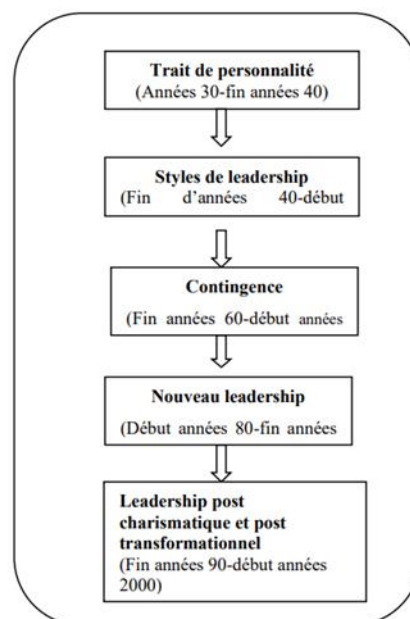 Trait de personnalité
(Années 30-fin années 40)
Styles de leadership
(Fin d’années 40-début
Contingence
(Fin années 60-début années
Nouveau leadership
(Début années 80-fin années
Leadership post
charismatique et post
transformationnel
(Fin années 90-début années
2000)